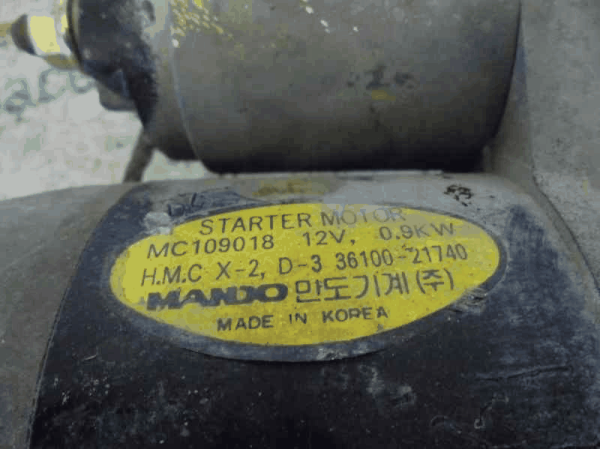 STARTER MOTOR
MC109018 12V, 0.9KW
H.M.C X-2, D-3 36100-21740
MANDO 만도기계(주)
MADE IN KOREA